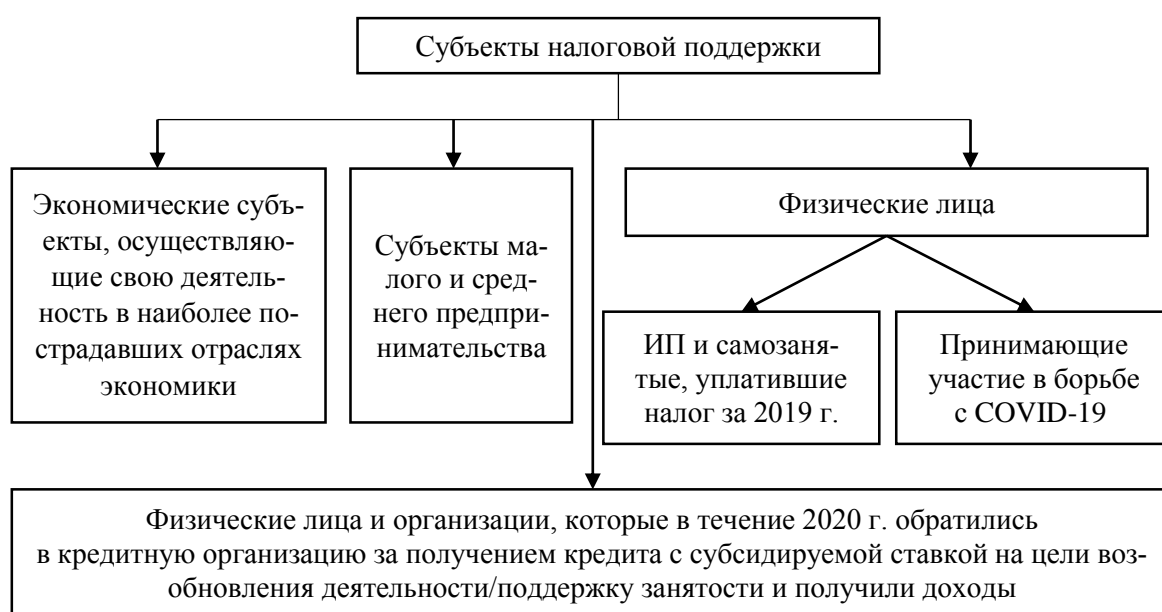 Субъекты налоговой поддержки
Экономические субъ-
екты, осуществляю-
щие свою деятель-
ность в наиболее по-
страдавших отраслях
экономики
Субъекты ма-
лого и сред-
него предпри-
нимательства
Физические лица
ИП и самозаня-
тые, уплатившие
налог за 2019 г.
Принимающие
участие в борьбе
с COVID-19
Физические лица и организации, которые в течение 2020 г. обратились
в кредитную организацию за получением кредита с субсидируемой ставкой на цели воз-
обновления деятельности/поддержку занятости и получили доходы